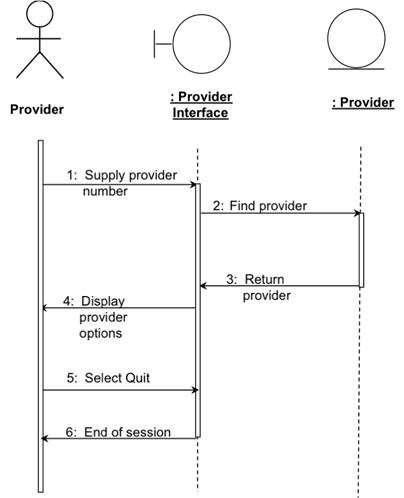 Provider
: Provider
Interface
: Provider
1: Supply provider
number
2: Find provider
3: Return
provider
4: Display
provider
options
5: Select Quit
6: End of session